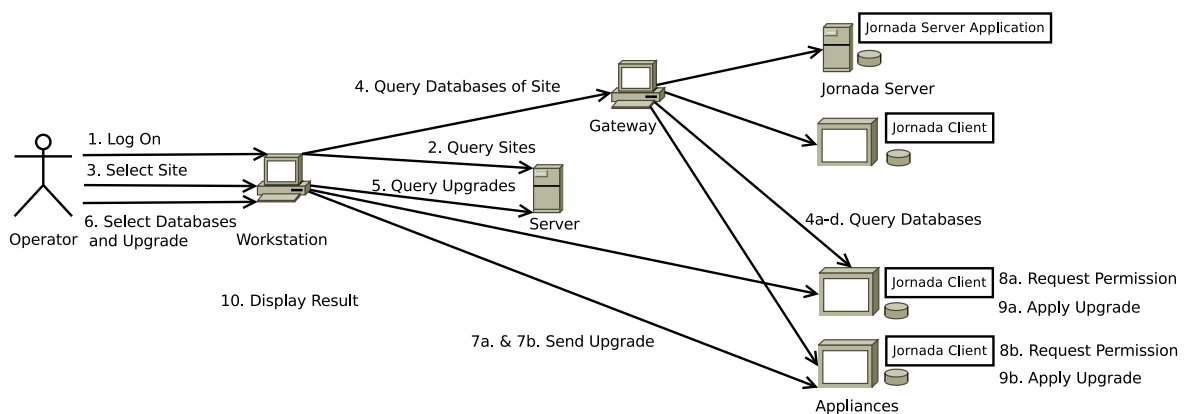 Jornada Server Application
4. Query Databases of Site
Jornada Server
Gateway
Jornada Client
1. Log On
2. Query Sites
3. Select Site
5. Query Upgrades
6. Select Databases
and Upgrade
Operator
Workstation
Server
4a-d. Query Databases
Jornada Client
8a. Request Permission
9a. Apply Upgrade
10. Display Result
7a. & 7b. Send Upgrade
Jornada Client
8b. Request Permission
9b. Apply Upgrade
Appliances